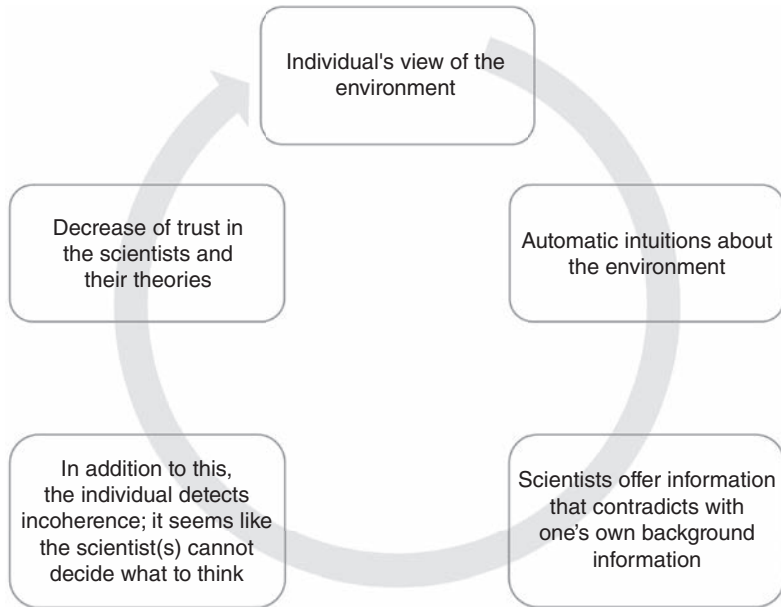 Individual's view of the
environment
Automatic intuitions about
the environment
Scientists offer information
that contradicts with
one’s own background
information
In addition to this,
the individual detects
incoherence; it seems like
the scientist(s) cannot
decide what to think
Decrease of trust in
the scientists and
their theories